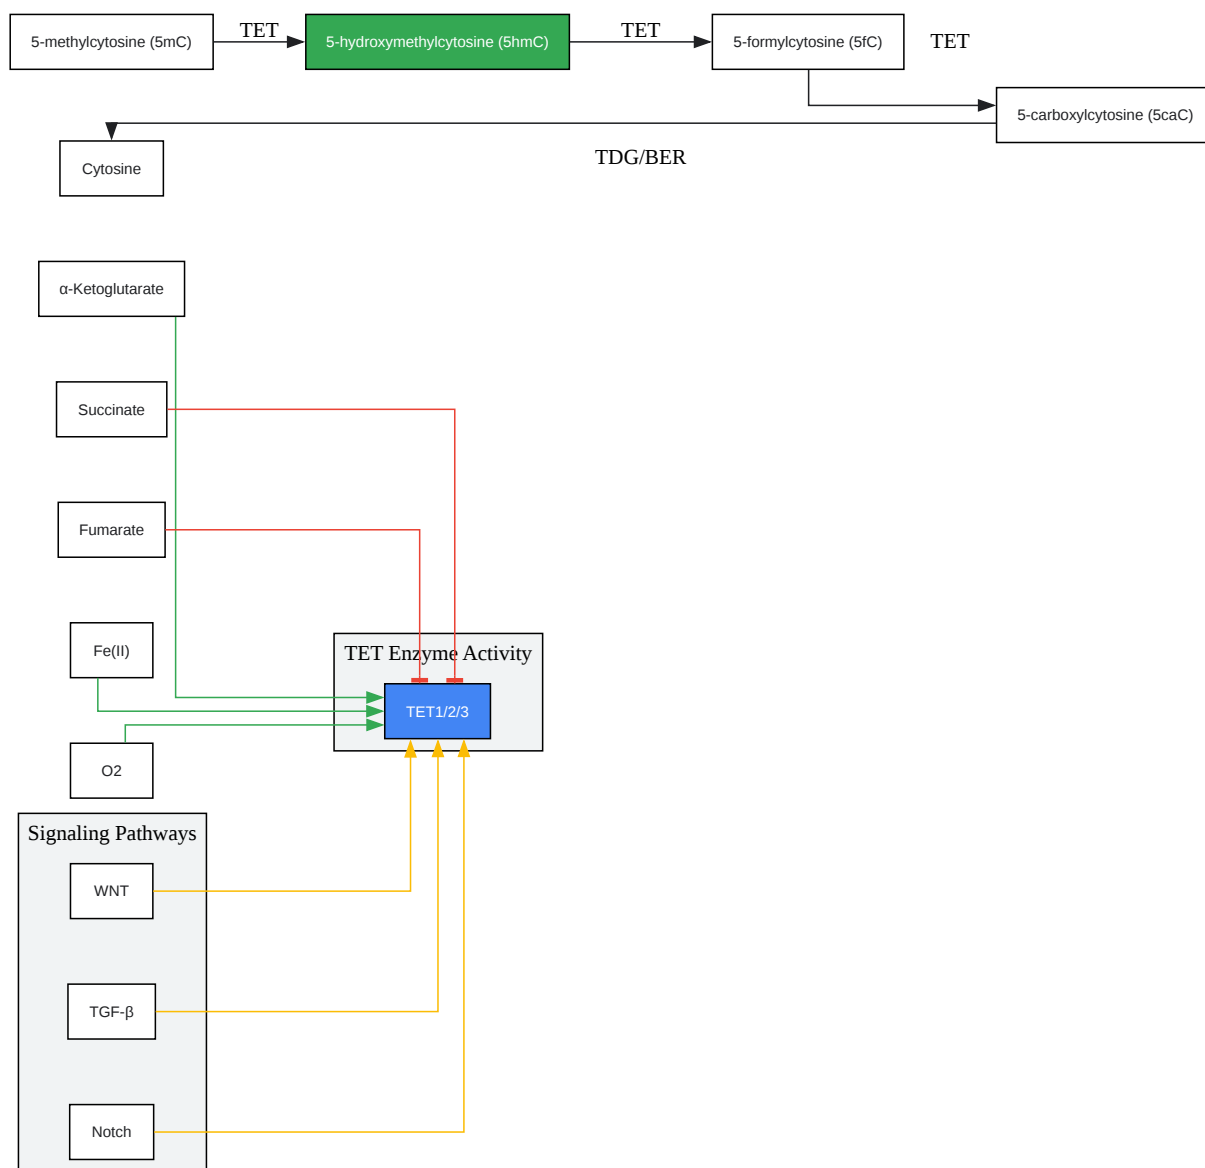 5-methylcytosine (5mC)
TET
5-hydroxymethylcytosine (5hmC)
TET
5-formylcytosine (5fC)
TET
5-carboxylcytosine (5caC)
TDG/BER
Cytosine
α-Ketoglutarate
Succinate
Fumarate
Fe(II)
TET Enzyme Activity
TET1/2/3
O2
Signaling Pathways
WNT
TGF-β
Notch